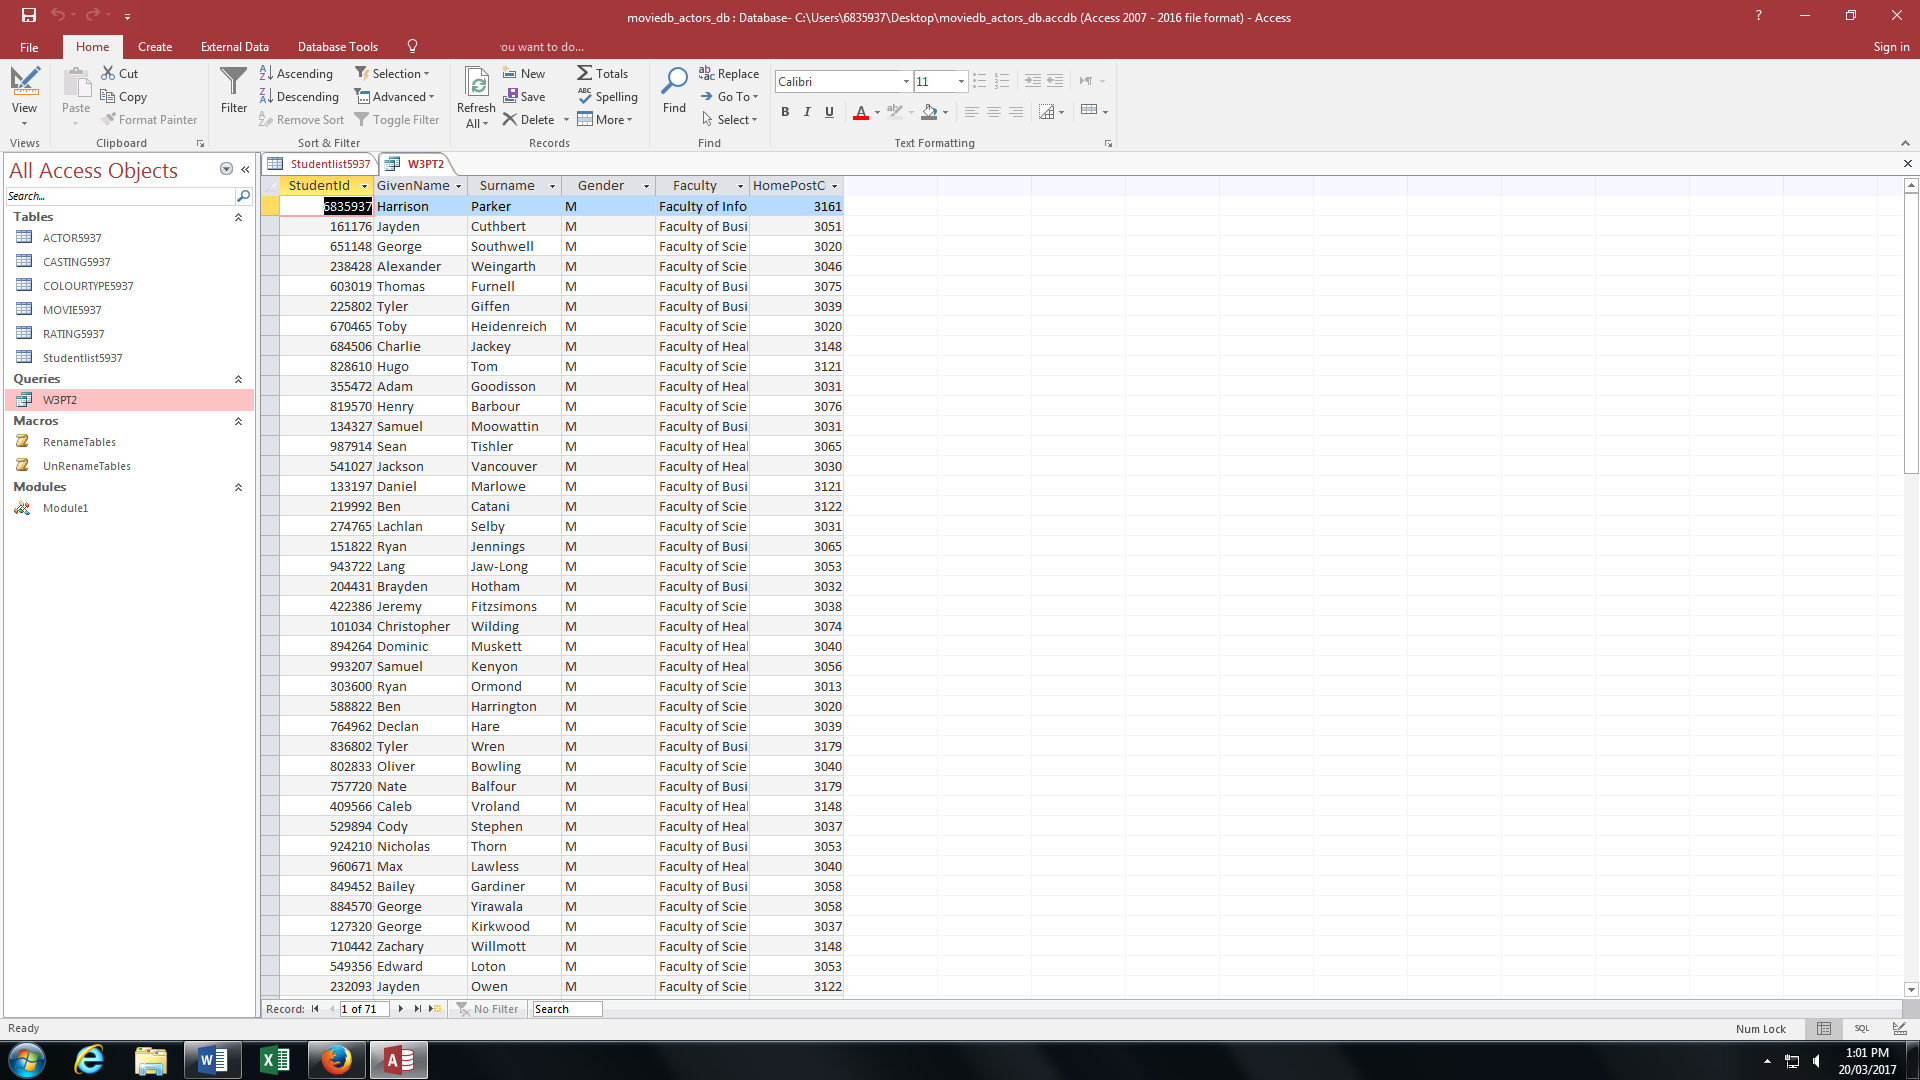 moviedb_actors_db : Database- C:\Users\6835937\Desktop\moviedb_actors_db.accdb (Access 2007 - 2016 file format) - Access
File Home Create External Data Database Tools ou want to do... Sign in
View Paste Cut Copy Format Painter Filter Ascending Descending Remove Sort Selection Advanced Toggle Filter Refresh All New Save Delete Totals Spelling More Find Replace Go To Select Calibri 11 B I U
Views Clipboard Sort & Filter Records Find Text Formatting
All Access Objects
Search...
Tables
ACTOR5937
CASTING5937
COLOURTYPE5937
MOVIE5937
RATING5937
Studentlist5937
Queries
W3PT2
Macros
RenameTables
UnRenameTables
Modules
Module1
Studentlist5937 W3PT2
StudentId GivenName Surname Gender Faculty HomePostC
6835937 Harrison Parker M Faculty of Info 3161
161176 Jayden Cuthbert M Faculty of Busi 3051
651148 George Southwell M Faculty of Scie 3020
238428 Alexander Weingarth M Faculty of Scie 3046
603019 Thomas Furnell M Faculty of Busi 3075
225802 Tyler Giffen M Faculty of Busi 3039
670465 Toby Heidenreich M Faculty of Scie 3020
684506 Charlie Jackey M Faculty of Heal 3148
828610 Hugo Tom M Faculty of Scie 3121
355472 Adam Goodisson M Faculty of Heal 3031
819570 Henry Barbour M Faculty of Scie 3076
134327 Samuel Moowattin M Faculty of Busi 3031
987914 Sean Tishler M Faculty of Heal 3065
541027 Jackson Vancouver M Faculty of Heal 3030
133197 Daniel Marlowe M Faculty of Busi 3121
219992 Ben Catani M Faculty of Scie 3122
274765 Lachlan Selby M Faculty of Scie 3031
151822 Ryan Jennings M Faculty of Busi 3065
943722 Lang Jaw-Long M Faculty of Scie 3053
204431 Brayden Hotham M Faculty of Busi 3032
422386 Jeremy Fitzsimons M Faculty of Scie 3038
101034 Christopher Wilding M Faculty of Heal 3074
894264 Dominic Muskett M Faculty of Heal 3040
993207 Samuel Kenyon M Faculty of Heal 3056
303600 Ryan Ormond M Faculty of Scie 3013
588822 Ben Harrington M Faculty of Scie 3020
764962 Declan Hare M Faculty of Scie 3039
836802 Tyler Wren M Faculty of Busi 3179
802833 Oliver Bowling M Faculty of Scie 3040
757720 Nate Balfour M Faculty of Busi 3179
409566 Caleb Vroland M Faculty of Heal 3148
529894 Cody Stephen M Faculty of Heal 3037
924210 Nicholas Thorn M Faculty of Busi 3053
960671 Max Lawless M Faculty of Heal 3040
849452 Bailey Gardiner M Faculty of Busi 3058
884570 George Yirawala M Faculty of Scie 3058
127320 George Kirkwood M Faculty of Scie 3037
710442 Zachary Willmott M Faculty of Scie 3148
549356 Edward Loton M Faculty of Scie 3053
232093 Jayden Owen M Faculty of Scie 3122
Record: 1 of 71 No Filter Search
Ready Num Lock SQL
1:01 PM
20/03/2017